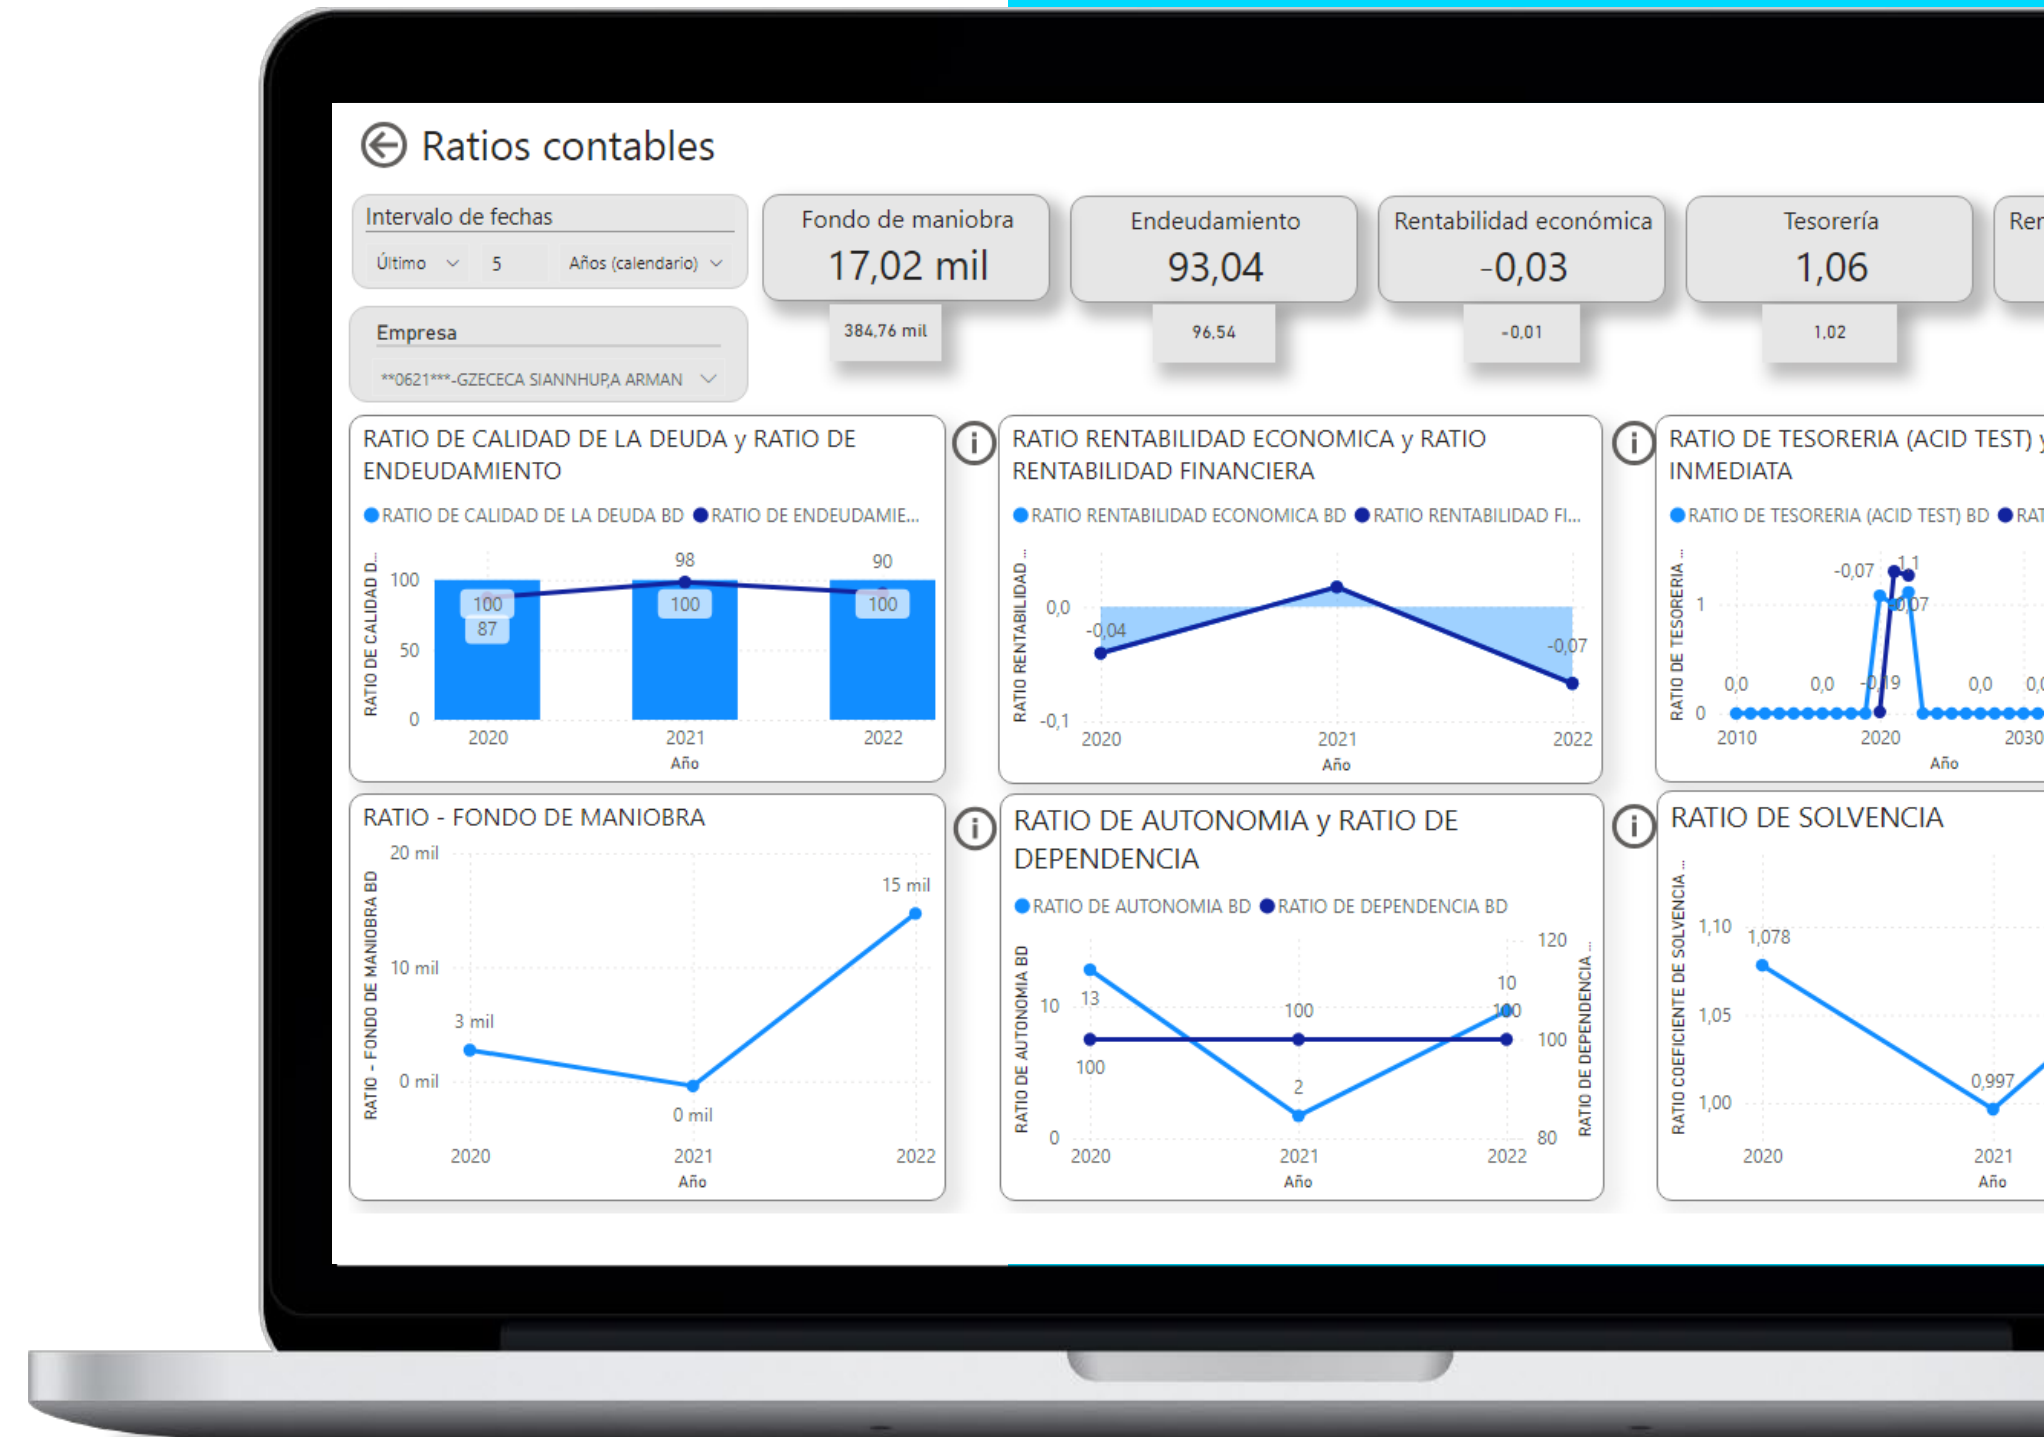 Ratios contables
Intervalo de fechas
Último 5 Años (calendario)
Empresa
**0621***-GZECECA SIANNHUP,A ARMAN
Fondo de maniobra
17,02 mil
384,76 mil
Endeudamiento
93,04
96,54
Rentabilidad económica
-0,03
-0,01
Tesorería
1,06
1,02
Ren
RATIO DE CALIDAD DE LA DEUDA y RATIO DE
ENDEUDAMIENTO
RATIO DE CALIDAD DE LA DEUDA BD RATIO DE ENDEUDAMIE...
RATIO DE CALIDAD D...
100
50
0
98
90
100
87
100
100
2020 2021 2022
Año
RATIO RENTABILIDAD ECONOMICA y RATIO
RENTABILIDAD FINANCIERA
RATIO RENTABILIDAD ECONOMICA BD RATIO RENTABILIDAD FI...
RATIO RENTABILIDAD ...
0,0
-0,1
-0,04
-0,07
2020 2021 2022
Año
RATIO DE TESORERIA (ACID TEST) y
INMEDIATA
RATIO DE TESORERIA (ACID TEST) BD RAT
RATIO DE TESORERIA ...
1
0
-0,07
1,1
0,07
0,0 0,0 -0,19 0,0 0,0
2010 2020 2030
Año
RATIO - FONDO DE MANIOBRA
RATIO - FONDO DE MANIOBRA BD
20 mil
10 mil
0 mil
3 mil
0 mil
15 mil
2020 2021 2022
Año
RATIO DE AUTONOMIA y RATIO DE
DEPENDENCIA
RATIO DE AUTONOMIA BD RATIO DE DEPENDENCIA BD
RATIO DE AUTONOMIA BD
10
0
13
100
100
2
10
100
120
100
80
RATIO DE DEPENDENCIA ...
2020 2021 2022
Año
RATIO DE SOLVENCIA
RATIO COEFICIENTE DE SOLVENCIA ...
1,10
1,05
1,00
1,078
0,997
2020 2021
Año